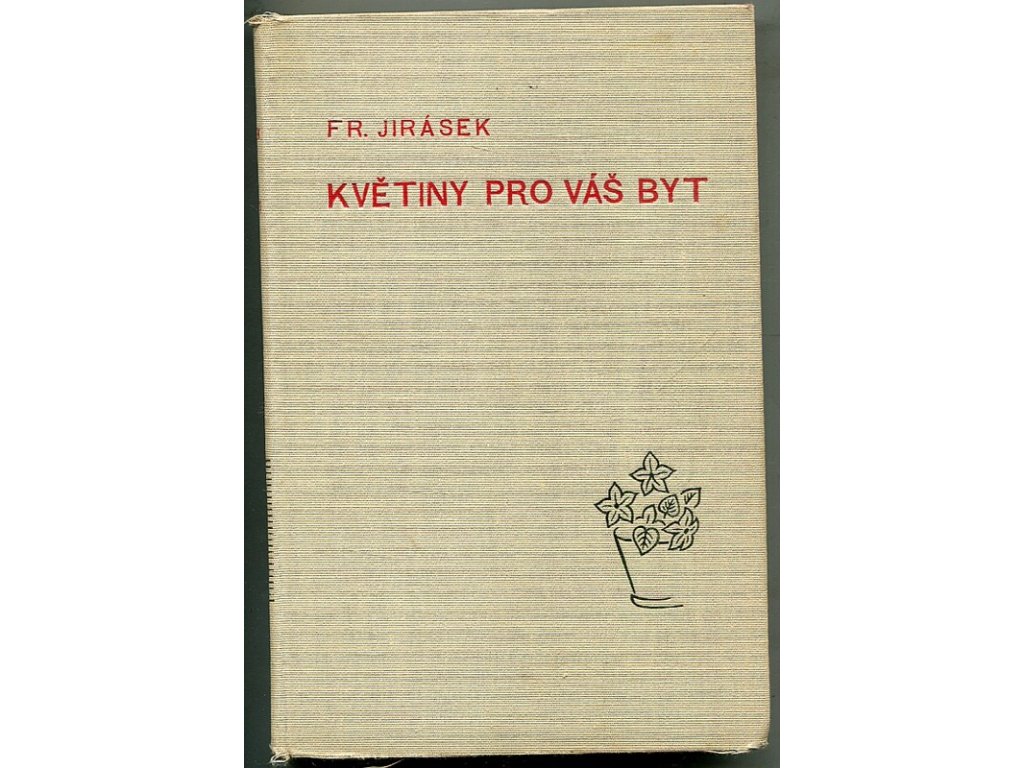 FR. JIRÁSEK
KVĚTINY PRO VÁŠ BYT